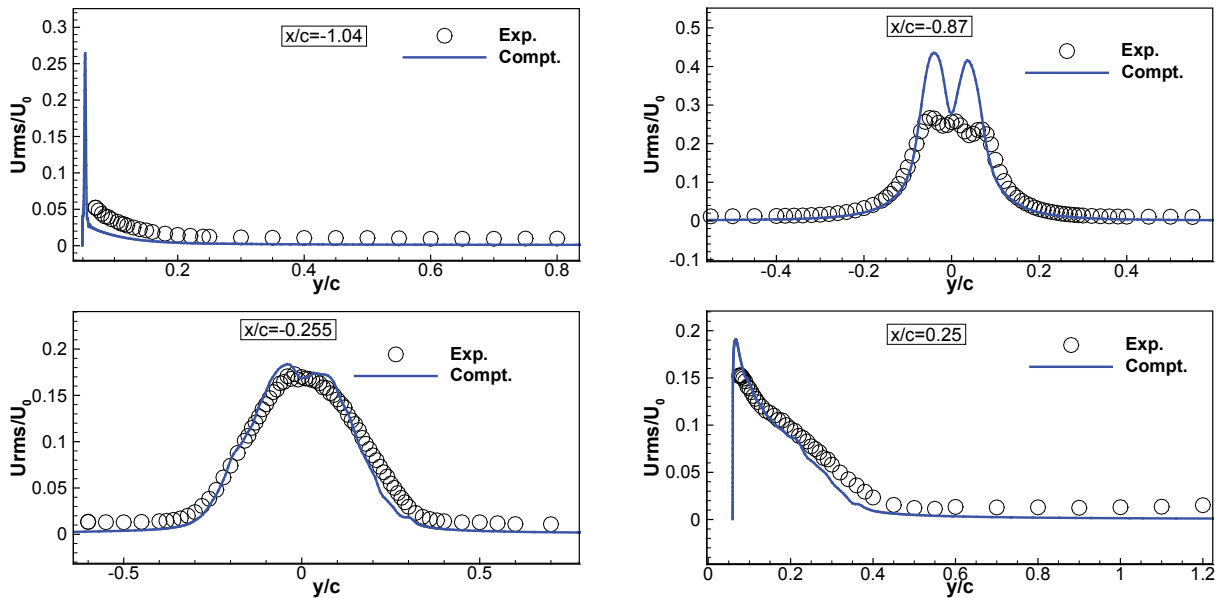 x/c=-1.04
Exp.
Compt.
Urms/U0
0.3
0.25
0.2
0.15
0.1
0.05
0
0.2 0.4 0.6 0.8
y/c
x/c=-0.87
Exp.
Compt.
Urms/U0
0.5
0.4
0.3
0.2
0.1
0
-0.1
-0.4 -0.2 0 0.2 0.4
y/c
x/c=-0.255
Exp.
Compt.
Urms/U0
0.2
0.15
0.1
0.05
0
-0.5 0 0.5
y/c
x/c=0.25
Exp.
Compt.
Urms/U0
0.2
0.15
0.1
0.05
0
0 0.2 0.4 0.6 0.8 1 1.2
y/c